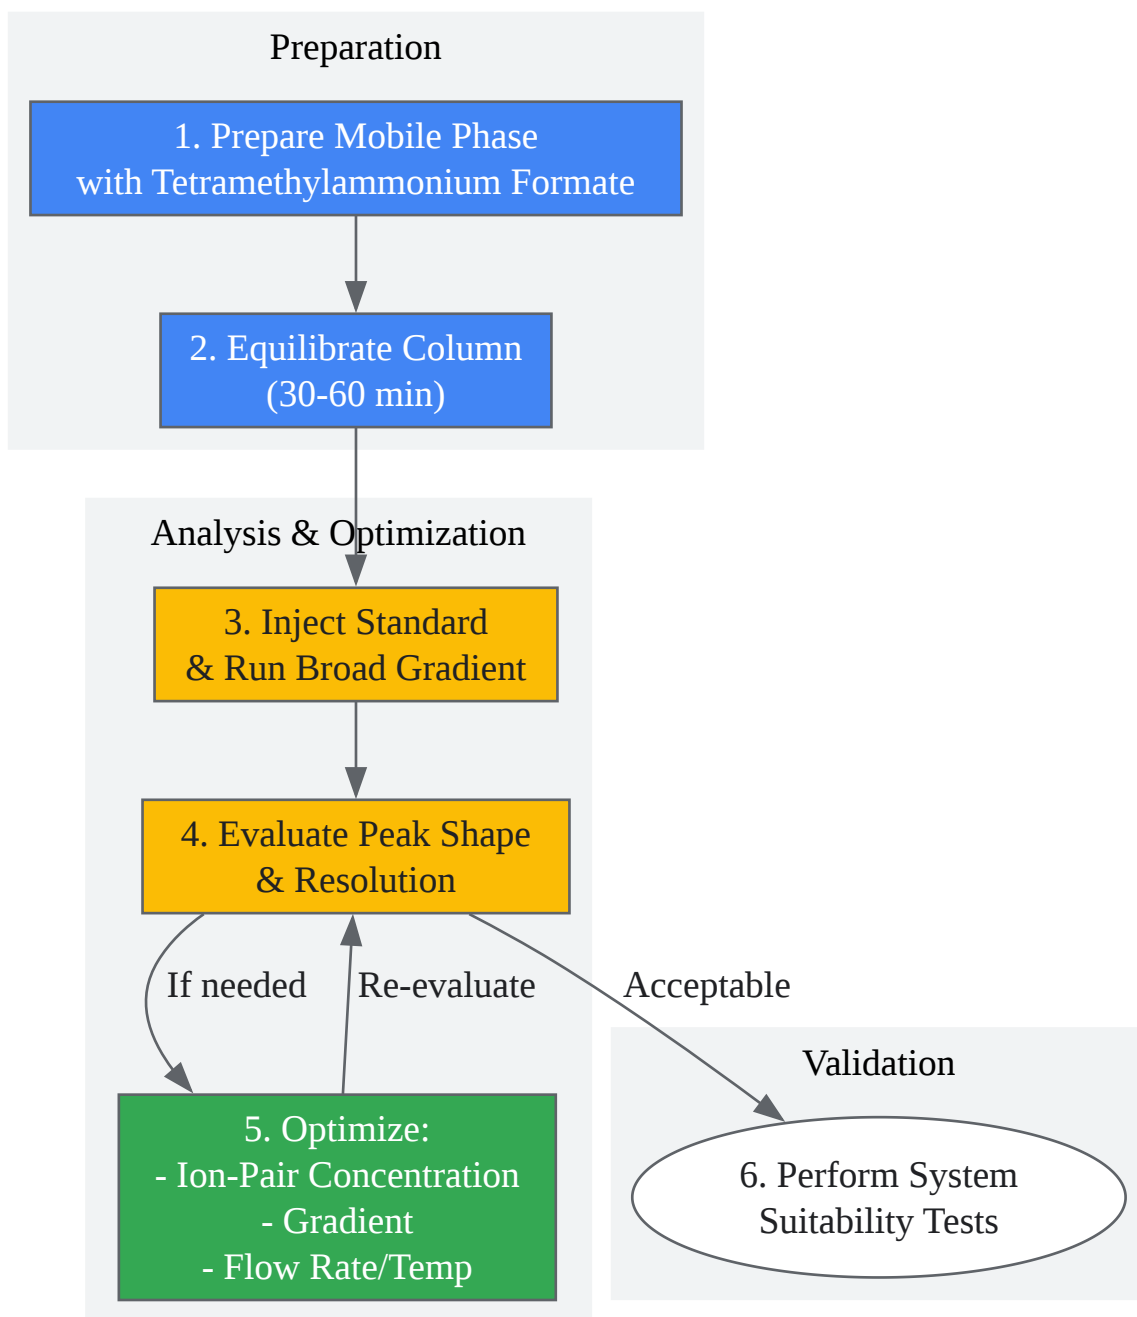 Preparation
1. Prepare Mobile Phase
with Tetramethylammonium Formate
2. Equilibrate Column
(30-60 min)
Analysis & Optimization
3. Inject Standard
& Run Broad Gradient
4. Evaluate Peak Shape
& Resolution
If needed
Re-evaluate
Acceptable
5. Optimize:
- Ion-Pair Concentration
- Gradient
- Flow Rate/Temp
Validation
6. Perform System
Suitability Tests